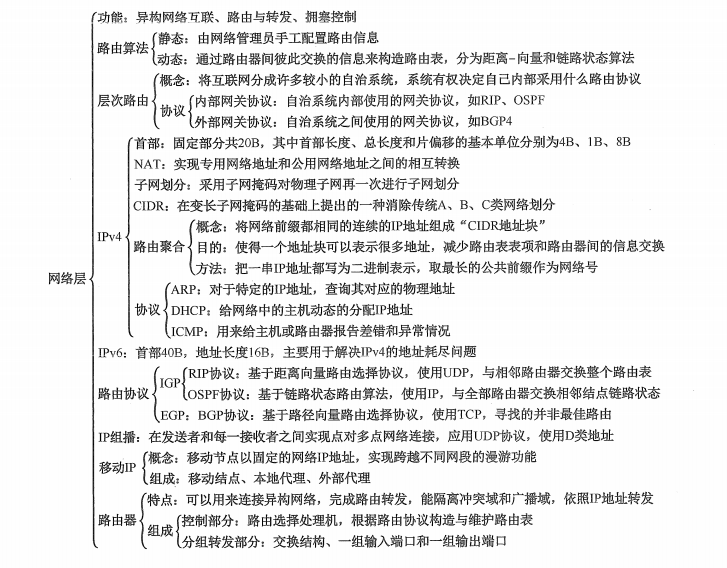 功能：异构网络互联、路由与转发、拥塞控制
路由算法
静态：由网络管理员手工配置路由信息
动态：通过路由器间彼此交换的信息来构造路由表，分为距离-向量和链路状态算法
层次路由
概念：将互联网分成许多较小的自治系统，系统有权决定自己内部采用什么路由协议
协议
内部网关协议：自治系统内部使用的网关协议，如RIP、OSPF
外部网关协议：自治系统之间使用的网关协议，如BGP4
IPv4
首部：固定部分共20B，其中首部长度、总长度和片偏移的基本单位分别为4B、1B、8B
NAT：实现专用网络地址和公用网络地址之间的相互转换
子网划分：采用子网掩码对物理子网再一次进行子网划分
CIDR：在变长子网掩码的基础上提出的一种消除传统A、B、C类网络划分
路由聚合
概念：将网络前缀都相同的连续的IP地址组成“CIDR地址块”
目的：使得一个地址块可以表示很多地址，减少路由表表项和路由器间的信息交换
方法：把一串IP地址都写为二进制表示，取最长的公共前缀作为网络号
网络层
协议
ARP：对于特定的IP地址，查询其对应的物理地址
DHCP：给网络中的主机动态的分配IP地址
ICMP：用来给主机或路由器报告差错和异常情况
IPv6：首部40B，地址长度16B，主要用于解决IPv4的地址耗尽问题
路由协议
IGP
RIP协议：基于距离向量路由选择协议，使用UDP，与相邻路由器交换整个路由表
OSPF协议：基于链路状态路由算法，使用IP，与全部路由器交换相邻结点链路状态
EGP：BGP协议：基于路径向量路由选择协议，使用TCP，寻找的并非最佳路由
IP组播：在发送者和每一接收者之间实现点对多点网络连接，应用UDP协议，使用D类地址
移动IP
概念：移动节点以固定的网络IP地址，实现跨越不同网段的漫游功能
组成：移动结点、本地代理、外部代理
路由器
特点：可以用来连接异构网络，完成路由转发，能隔离冲突域和广播域，依照IP地址转发
组成
控制部分：路由选择处理机，根据路由协议构造与维护路由表
分组转发部分：交换结构、一组输入端口和一组输出端口